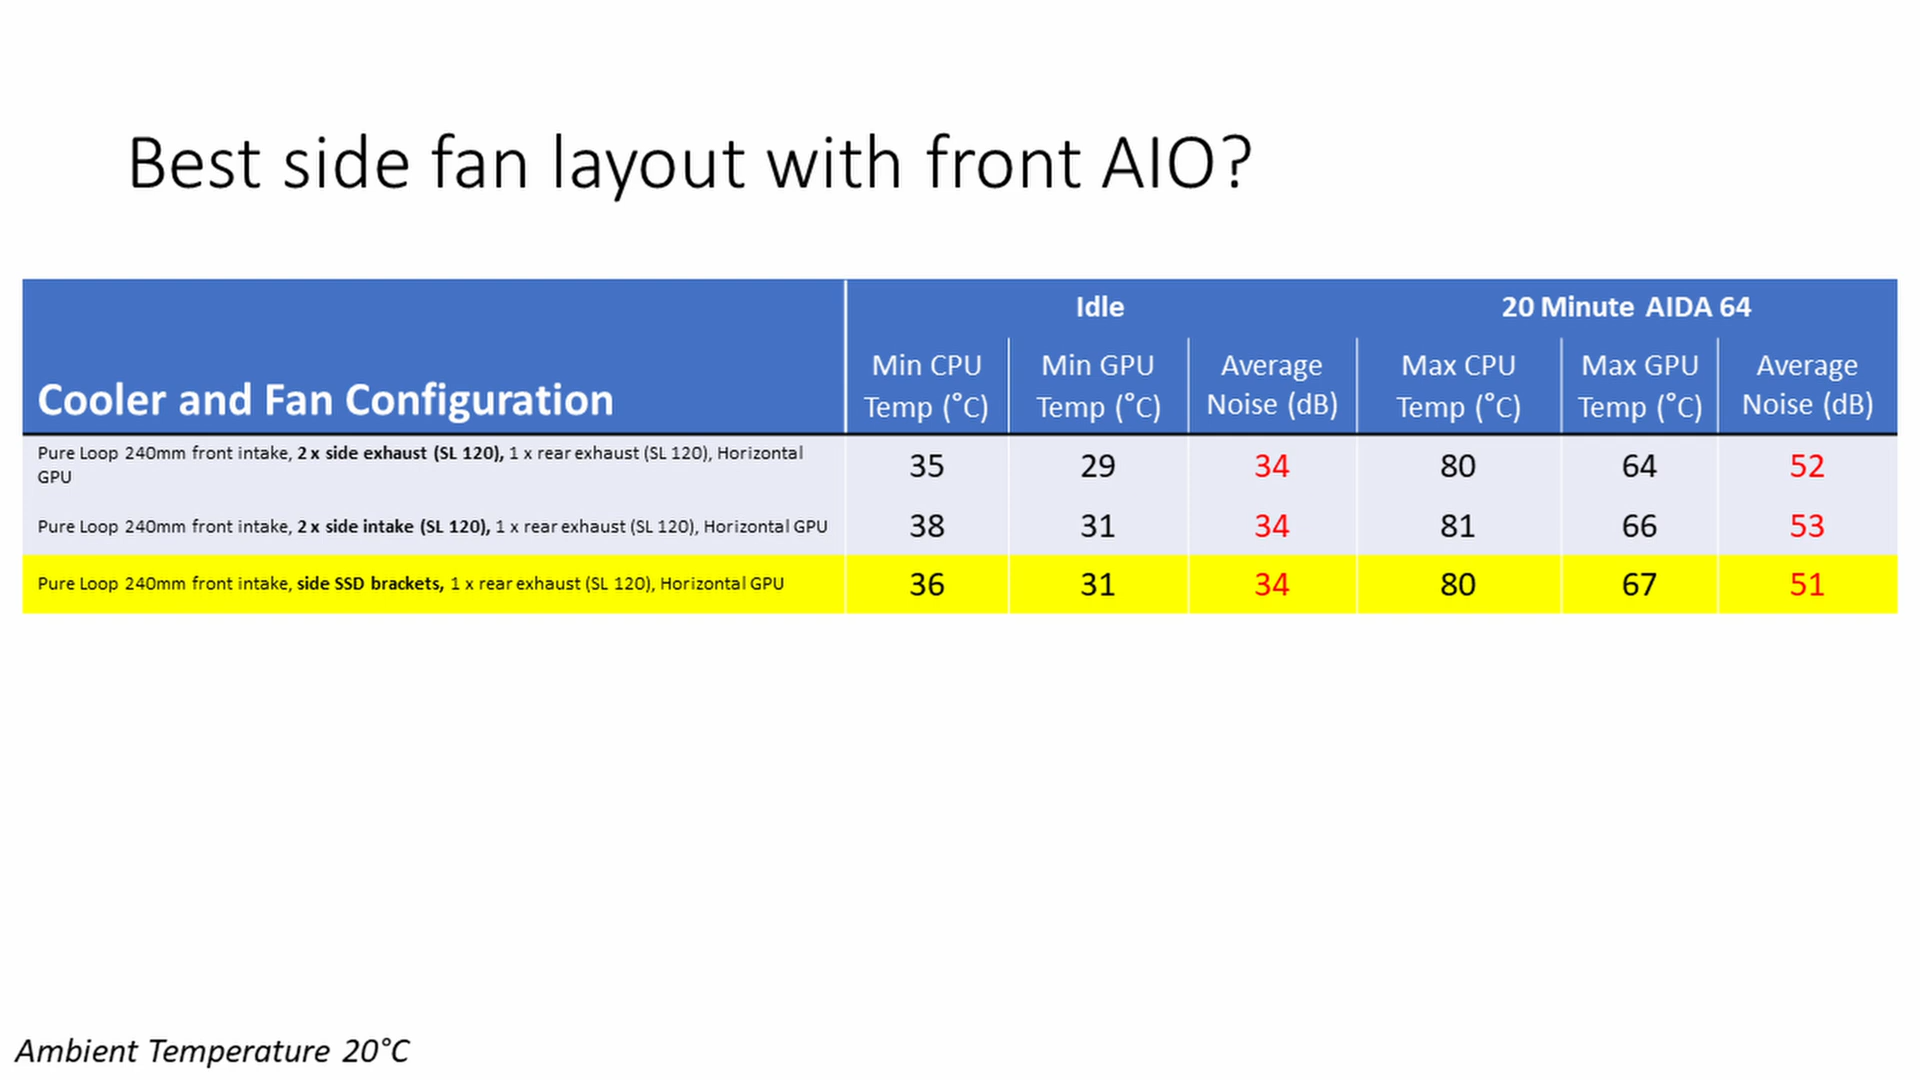 Best side fan layout with front AIO?
Idle
20 Minute AIDA 64
Cooler and Fan Configuration
Min CPU Temp (°C)
Min GPU Temp (°C)
Average Noise (dB)
Max CPU Temp (°C)
Max GPU Temp (°C)
Average Noise (dB)
Pure Loop 240mm front intake, 2 x side exhaust (SL 120), 1 x rear exhaust (SL 120), Horizontal
GPU
35 29 34 80 64 52
Pure Loop 240mm front intake, 2 x side intake (SL 120), 1 x rear exhaust (SL 120), Horizontal GPU
38 31 34 81 66 53
Pure Loop 240mm front intake, side SSD brackets, 1 x rear exhaust (SL 120), Horizontal GPU
36 31 34 80 67 51
Ambient Temperature 20°C